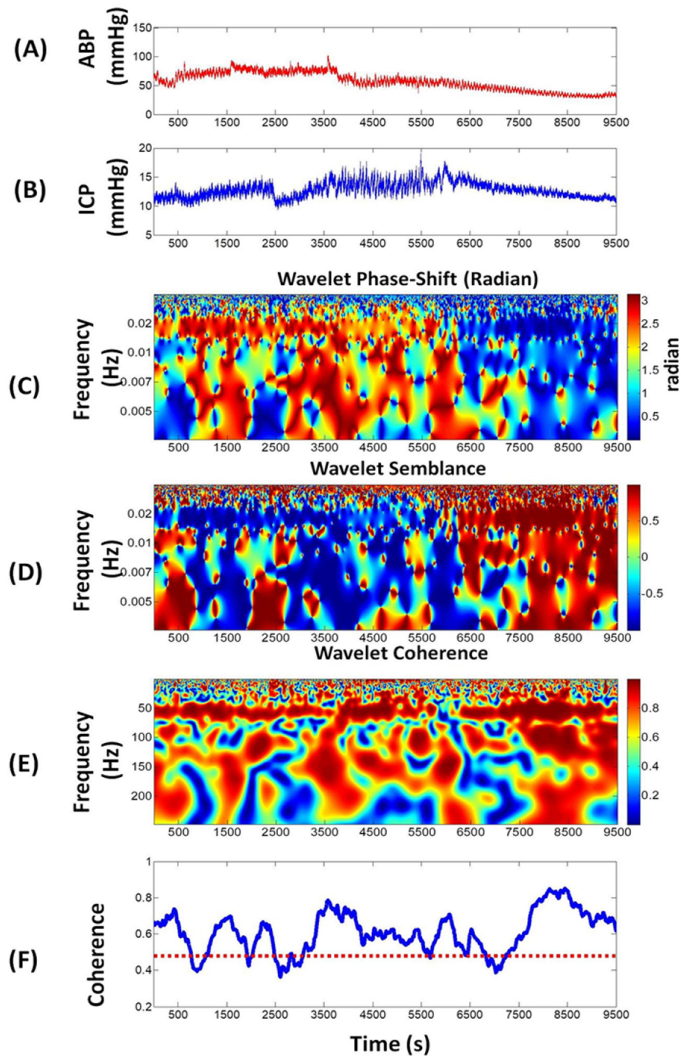 (A)
ABP
(mmHg)
150
100
50
0
500 1500 2500 3500 4500 5500 6500 7500 8500 9500
(B)
ICP
(mmHg)
20
15
10
5
500 1500 2500 3500 4500 5500 6500 7500 8500 9500
Wavelet Phase-Shift (Radian)
(C)
Frequency
(Hz)
0.02
0.01
0.007
0.005
500 1500 2500 3500 4500 5500 6500 7500 8500 9500
3
2.5
2
1.5
1
0.5
radian
Wavelet Semblance
(D)
Frequency
(Hz)
0.02
0.01
0.007
0.005
500 1500 2500 3500 4500 5500 6500 7500 8500 9500
0.5
0
-0.5
Wavelet Coherence
(E)
Frequency
(Hz)
50
100
150
200
500 1500 2500 3500 4500 5500 6500 7500 8500 9500
0.8
0.6
0.4
0.2
(F)
Coherence
1
0.8
0.6
0.4
0.2
500 1500 2500 3500 4500 5500 6500 7500 8500 9500
Time (s)